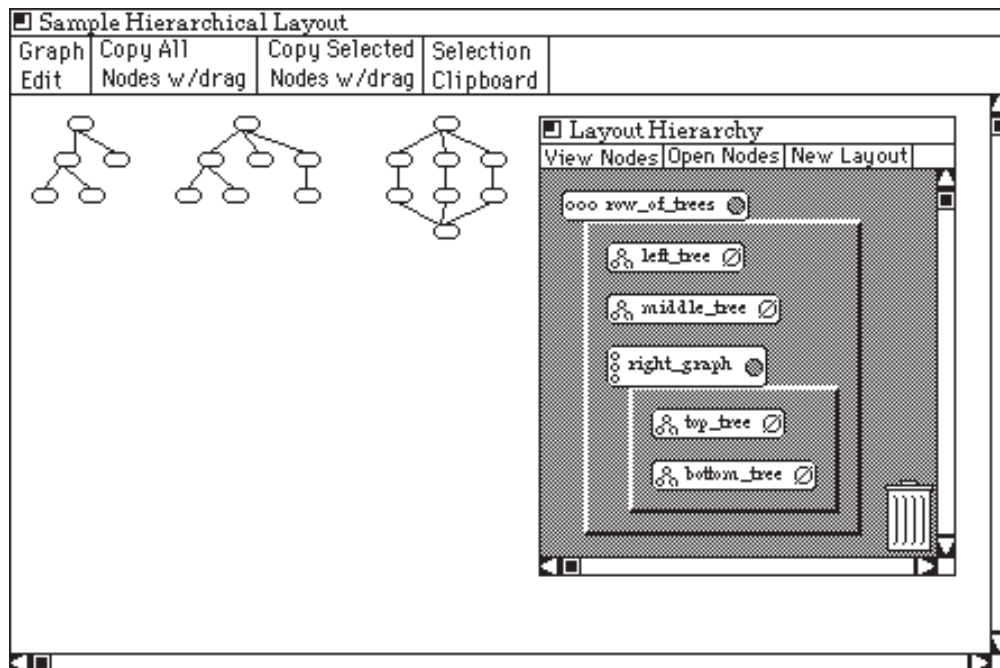 Sample Hierarchical Layout
Graph Edit
Copy All Nodes w/drag
Copy Selected Nodes w/drag
Selection Clipboard
Layout Hierarchy
View Nodes Open Nodes New Layout
row_of_trees
left_tree
middle_tree
right_graph
top_tree
bottom_tree